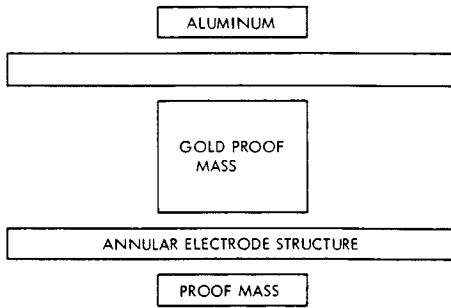 ALUMINUM
GOLD PROOF
MASS
ANNULAR ELECTRODE STRUCTURE
PROOF MASS